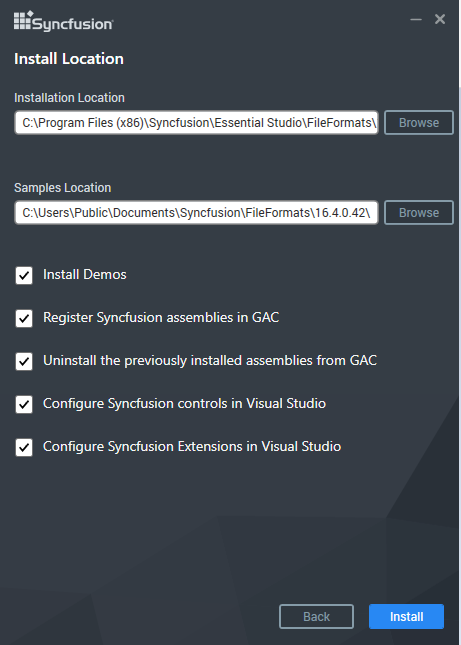 Syncfusion
Install Location
Installation Location
C:\Program Files (x86)\Syncfusion\Essential Studio\FileFormats\
Browse
Samples Location
C:\Users\Public\Documents\Syncfusion\FileFormats\16.4.0.42\
Browse
Install Demos
Register Syncfusion assemblies in GAC
Uninstall the previously installed assemblies from GAC
Configure Syncfusion controls in Visual Studio
Configure Syncfusion Extensions in Visual Studio
Back
Install